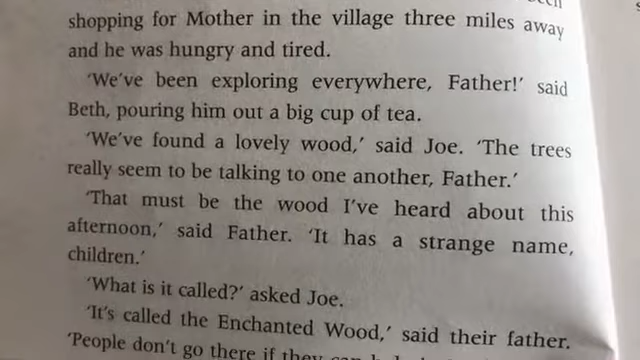 shopping for Mother in the village three miles away
and he was hungry and tired.
‘We’ve been exploring everywhere, Father!’ said
Beth, pouring him out a big cup of tea.
‘We’ve found a lovely wood,’ said Joe. ‘The trees
really seem to be talking to one another, Father.’
‘That must be the wood I’ve heard about this
afternoon,’ said Father. ‘It has a strange name,
children.’
‘What is it called?’ asked Joe.
‘It’s called the Enchanted Wood,’ said their father.
‘People don’t go there if they can